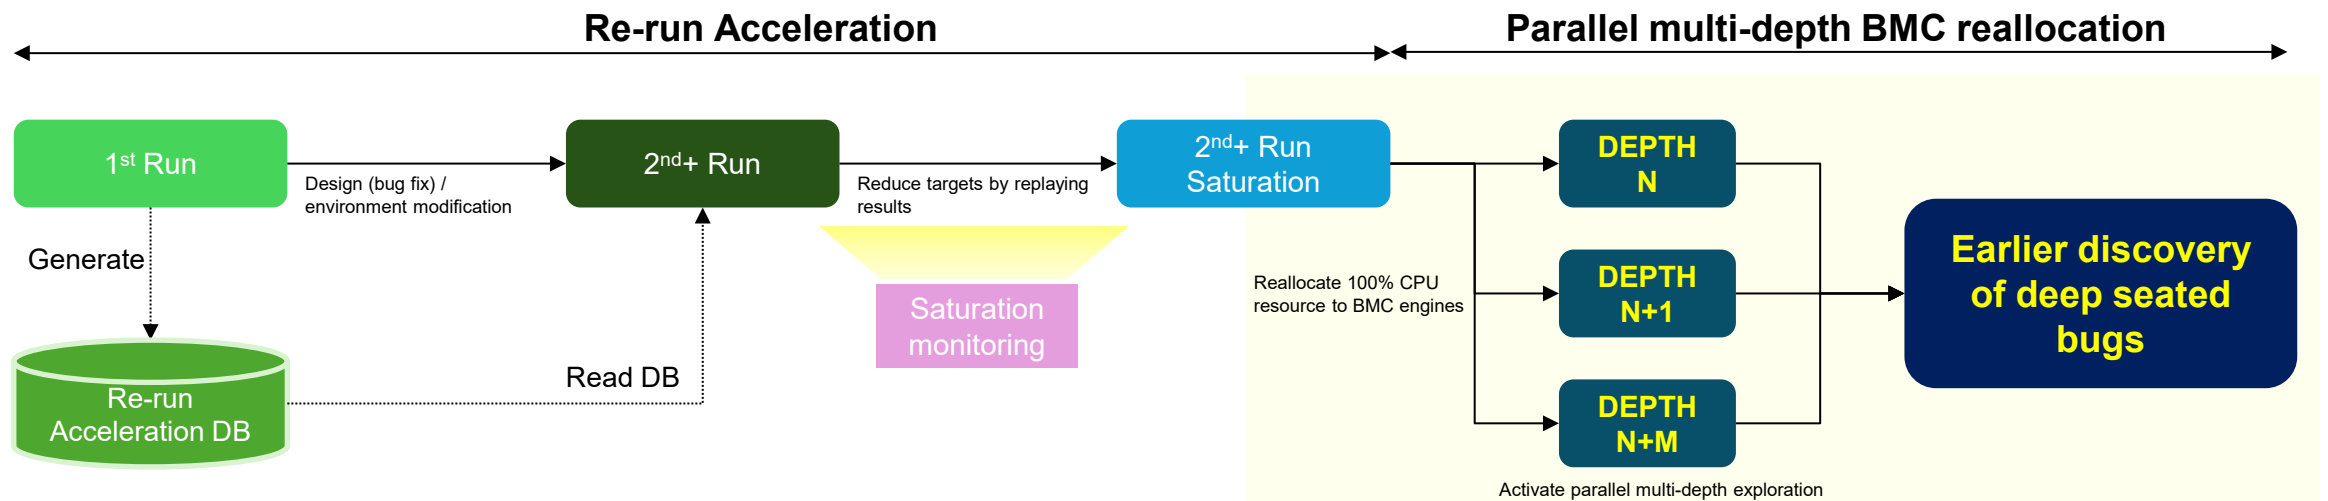 Re-run Acceleration
Parallel multi-depth BMC reallocation
1st Run
Design (bug fix) /
environment modification
2nd+ Run
Reduce targets by replaying
results
2nd+ Run
Saturation
DEPTH
N
Generate
Saturation
monitoring
Reallocate 100% CPU
resource to BMC engines
DEPTH
N+1
Earlier discovery
of deep seated
bugs
Re-run
Acceleration DB
Read DB
DEPTH
N+M
Activate parallel multi-depth exploration